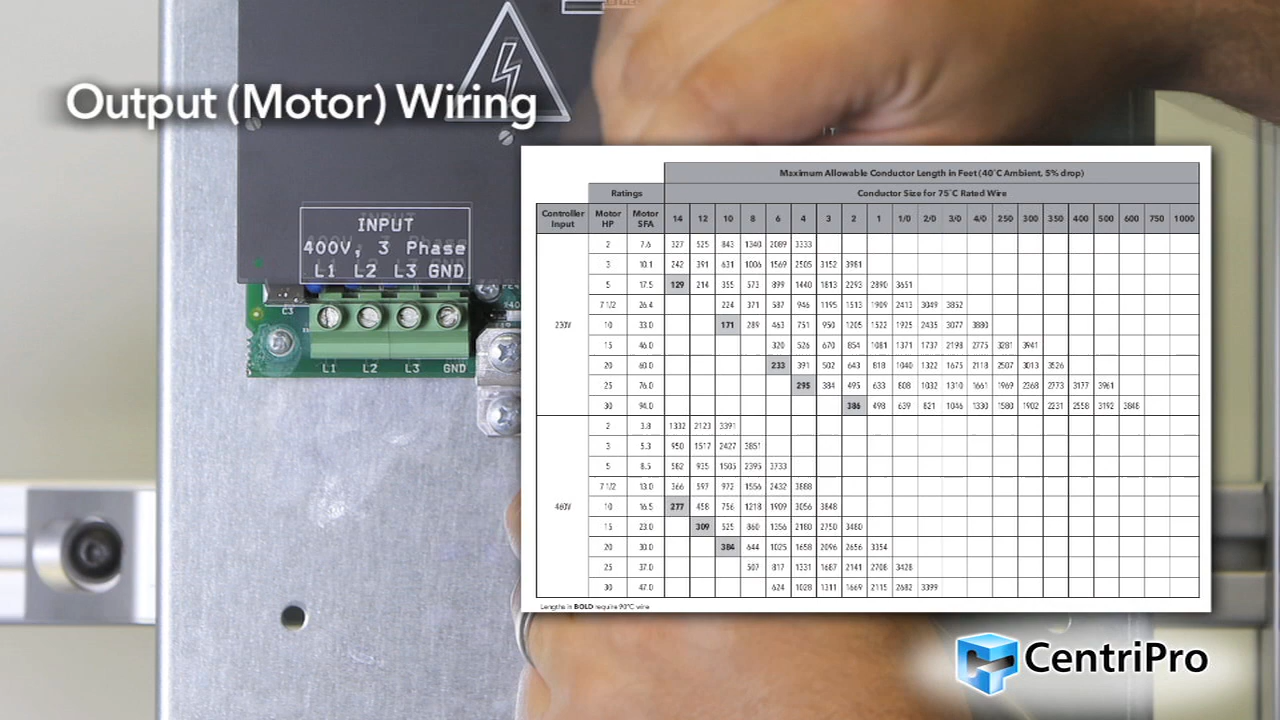 Output (Motor) Wiring
INPUT
400V, 3 Phase
L1 L2 L3 GND
C3
L1 L2 L3 GND
Maximum Allowable Conductor Length in Feet (40°C Ambient, 5% drop)
Ratings Conductor Size for 75°C Rated Wire
Controller Input Motor HP Motor SFA 14 12 10 8 6 4 3 2 1 1/0 2/0 3/0 4/0 250 300 350 400 500 600 750 1000
2 7.6 327 525 843 1340 2089 3333
3 10.1 242 391 631 1006 1569 2505 3152 3981
5 17.5 129 214 355 573 899 1440 1813 2293 2890 3651
7 1/2 26.4 224 371 587 946 1195 1513 1909 2413 3049 3852
230V 10 33.0 171 289 463 751 950 1205 1522 1925 2435 3077 3880
15 46.0 320 526 670 854 1081 1371 1737 2198 2775 3281 3941
20 60.0 233 391 502 643 818 1040 1322 1675 2118 2507 3013 3526
25 76.0 295 384 495 633 808 1032 1310 1661 1969 2368 2773 3177 3961
30 94.0 386 498 639 821 1046 1330 1580 1902 2231 2558 3192 3848
2 3.8 1332 2123 3391
3 5.3 950 1517 2427 3851
5 8.5 582 935 1505 2395 3733
7 1/2 13.0 366 597 972 1556 2432 3888
460V 10 16.5 277 458 756 1218 1909 3056 3848
15 23.0 309 525 860 1356 2180 2750 3480
20 30.0 384 644 1025 1658 2096 2656 3354
25 37.0 507 817 1331 1687 2141 2708 3428
30 47.0 624 1028 1311 1669 2115 2682 3399
Lengths in BOLD require 90°C wire
CentriPro